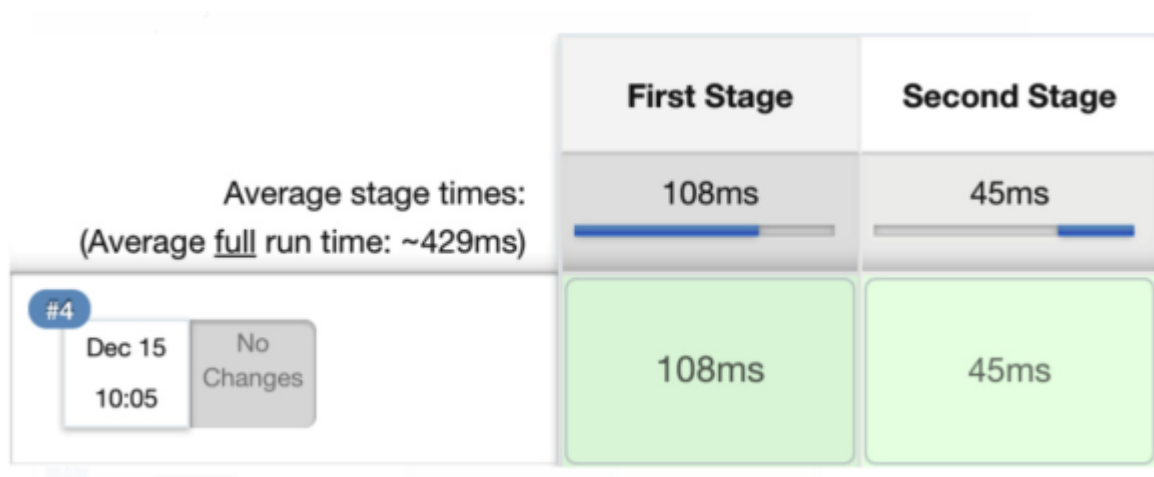 First Stage
Second Stage
Average stage times:
108ms
45ms
(Average full run time: ~429ms)
#4
Dec 15
No
Changes
10:05
108ms
45ms